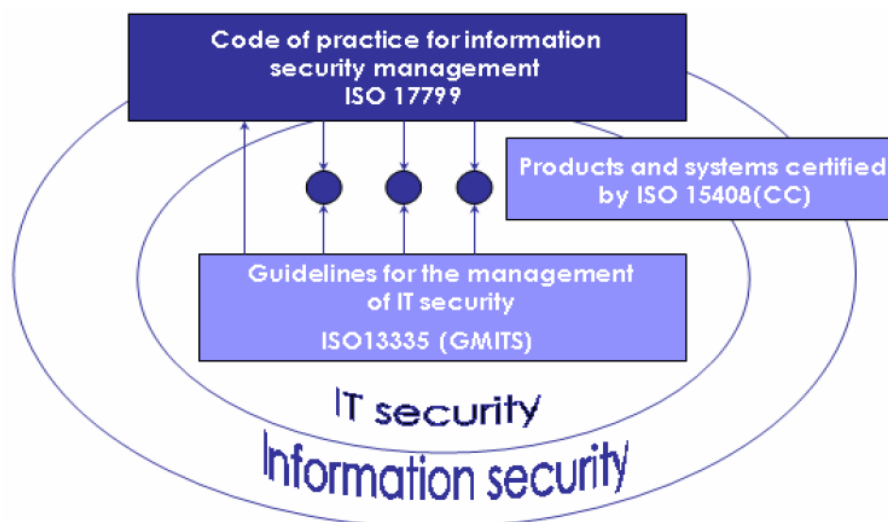 Code of practice for information
security management
ISO 17799
Products and systems certified
by ISO 15408(CC)
Guidelines for the management
of IT security
ISO13335 (GMITS)
IT security
Information security